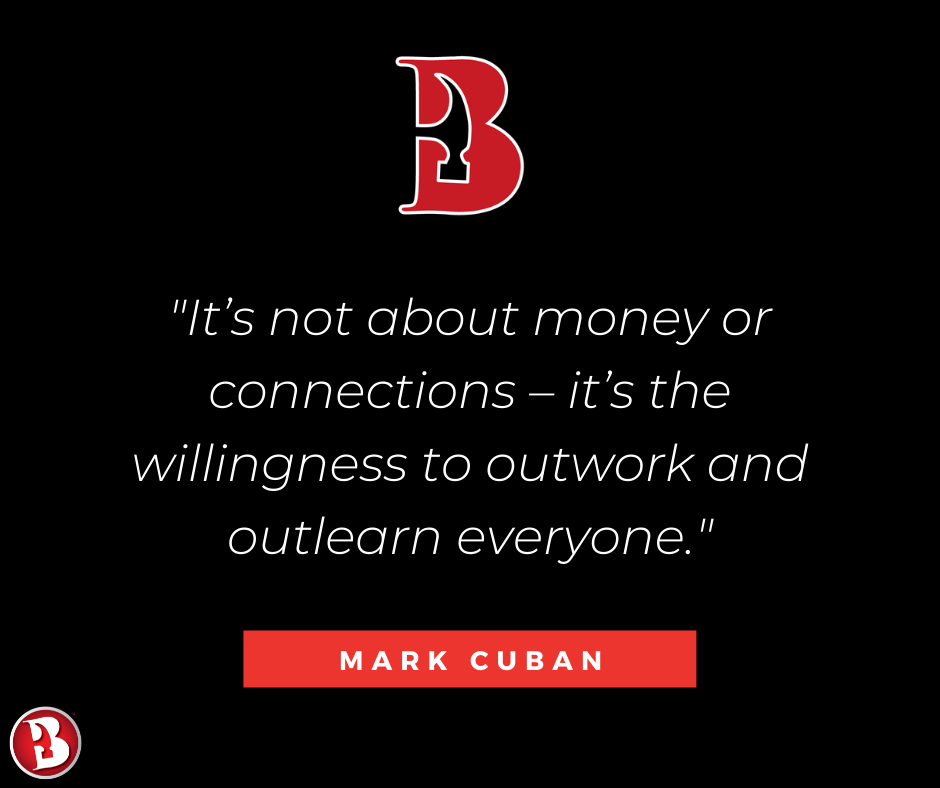 B
"It’s not about money or
connections – it’s the
willingness to outwork and
outlearn everyone."
MARK CUBAN
B